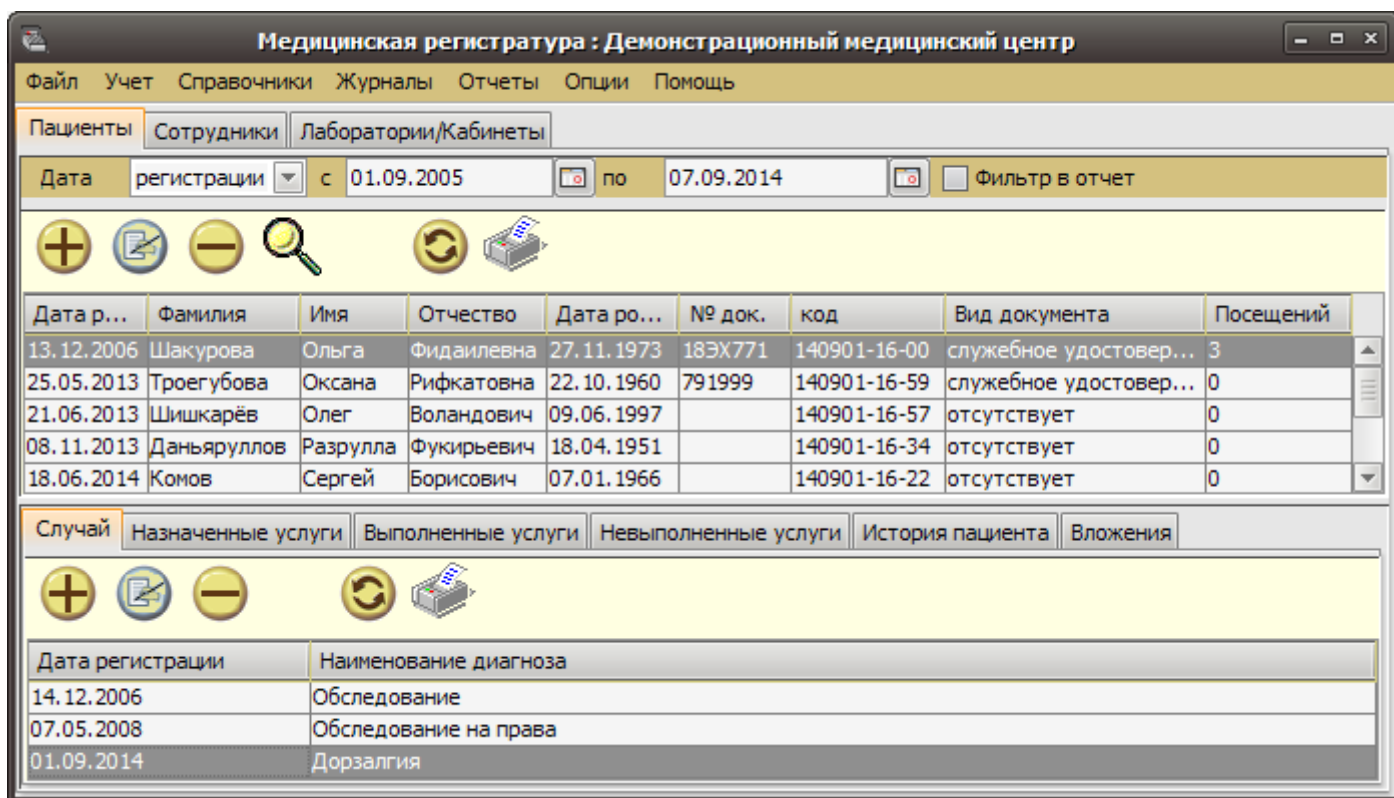 Медицинская регистратура : Демонстрационный медицинский центр
Файл Учет Справочники Журналы Отчеты Опции Помощь
Пациенты Сотрудники Лаборатории/Кабинеты
Дата регистрации с 01.09.2005 по 07.09.2014 Фильтр в отчет
Дата р... Фамилия Имя Отчество Дата ро... № док. код Вид документа Посещений
13.12.2006 Шакурова Ольга Фидаилевна 27.11.1973 18ЭХ771 140901-16-00 служебное удостовер... 3
25.05.2013 Троегубова Оксана Рифкатовна 22.10.1960 791999 140901-16-59 служебное удостовер... 0
21.06.2013 Шишкарёв Олег Воландович 09.06.1997 140901-16-57 отсутствует 0
08.11.2013 Даньяруллов Разрулла Фукирьевич 18.04.1951 140901-16-34 отсутствует 0
18.06.2014 Комов Сергей Борисович 07.01.1966 140901-16-22 отсутствует 0
Случай Назначенные услуги Выполненные услуги Невыполненные услуги История пациента Вложения
Дата регистрации Наименование диагноза
14.12.2006 Обследование
07.05.2008 Обследование на права
01.09.2014 Дорзалгия